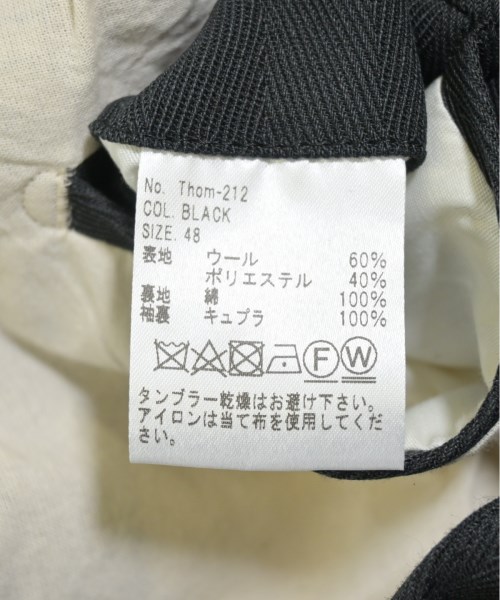 No. Thom-212
COL. BLACK
SIZE. 48
表地 ウール 60%
ポリエステル 40%
裏地 綿 100%
袖裏 キュプラ 100%
F W
タンブラー乾燥はお避け下さい。
アイロンは当て布を使用してくだ
さい。